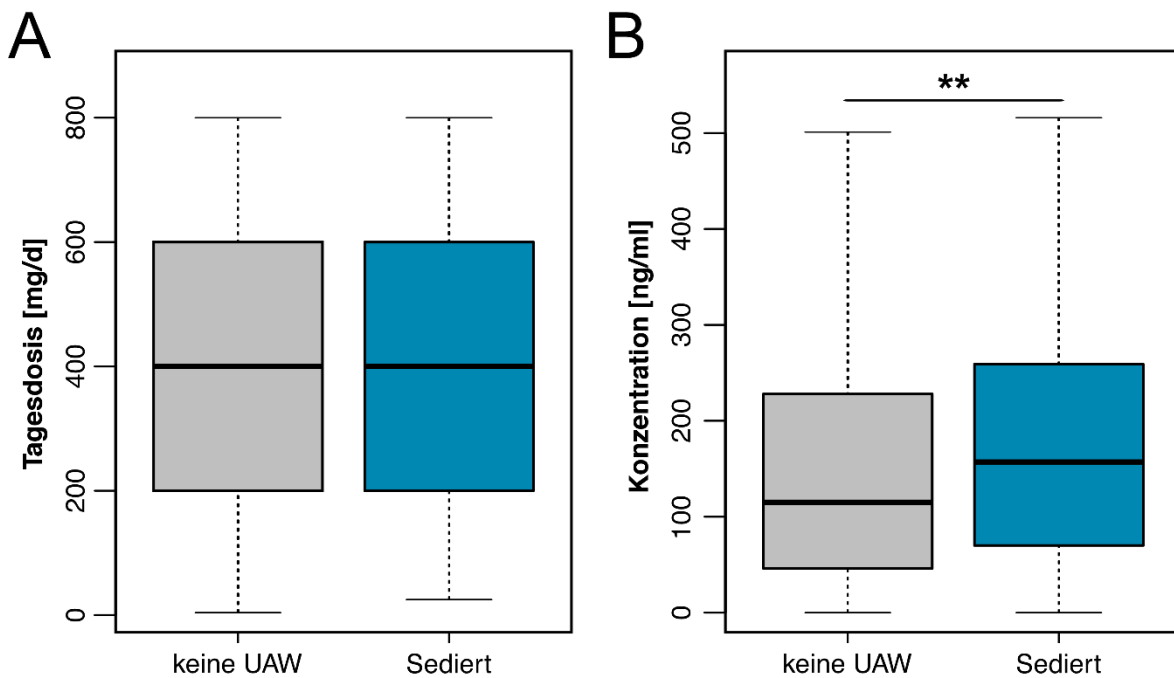 A
Tagesdosis [mg/d]
800
600
400
200
0
keine UAW
Sediert
B
**
Konzentration [ng/ml]
500
400
300
200
100
0
keine UAW
Sediert